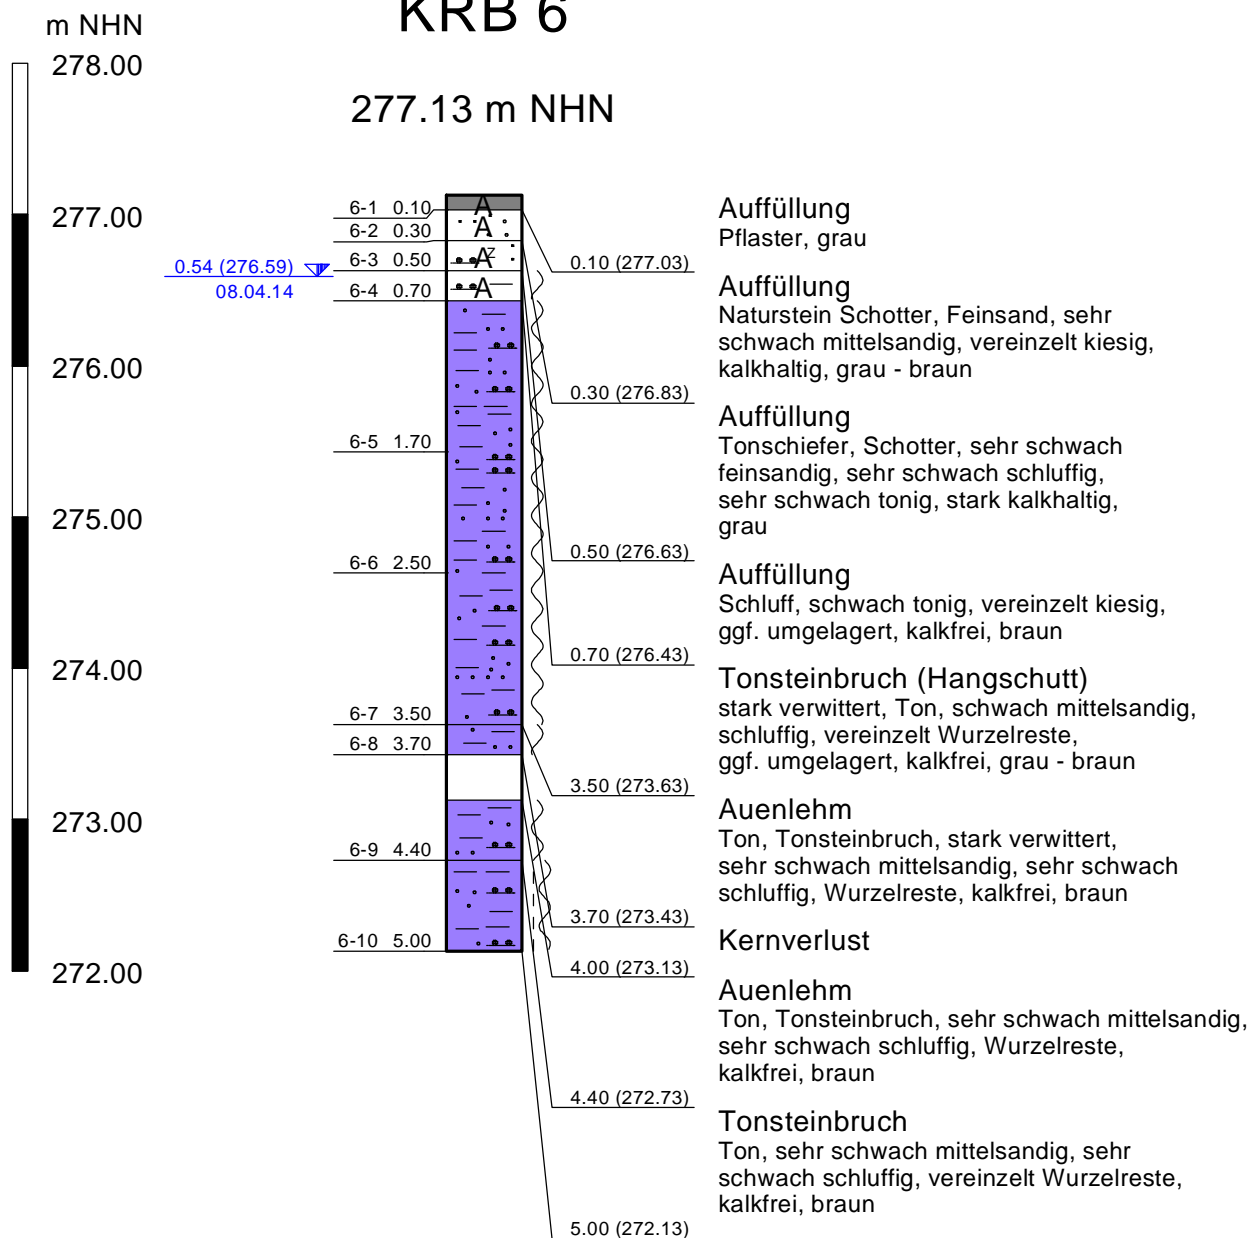 KRB 6
m NHN
278.00
277.13 m NHN
277.00
276.00
275.00
274.00
273.00
272.00
0.54 (276.59)
08.04.14
6-1 0.10
6-2 0.30
6-3 0.50
6-4 0.70
6-5 1.70
6-6 2.50
6-7 3.50
6-8 3.70
6-9 4.40
6-10 5.00
A
A
A z
A
0.10 (277.03)
0.30 (276.83)
0.50 (276.63)
0.70 (276.43)
3.50 (273.63)
3.70 (273.43)
4.00 (273.13)
4.40 (272.73)
5.00 (272.13)
Auffüllung
Pflaster, grau
Auffüllung
Naturstein Schotter, Feinsand, sehr
schwach mittelsandig, vereinzelt kiesig,
kalkhaltig, grau - braun
Auffüllung
Tonschiefer, Schotter, sehr schwach
feinsandig, sehr schwach schluffig,
sehr schwach tonig, stark kalkhaltig,
grau
Auffüllung
Schluff, schwach tonig, vereinzelt kiesig,
ggf. umgelagert, kalkfrei, braun
Tonsteinbruch (Hangschutt)
stark verwittert, Ton, schwach mittelsandig,
schluffig, vereinzelt Wurzelreste,
ggf. umgelagert, kalkfrei, grau - braun
Auenlehm
Ton, Tonsteinbruch, stark verwittert,
sehr schwach mittelsandig, sehr schwach
schluffig, Wurzelreste, kalkfrei, braun
Kernverlust
Auenlehm
Ton, Tonsteinbruch, sehr schwach mittelsandig,
sehr schwach schluffig, Wurzelreste,
kalkfrei, braun
Tonsteinbruch
Ton, sehr schwach mittelsandig, sehr
schwach schluffig, vereinzelt Wurzelreste,
kalkfrei, braun